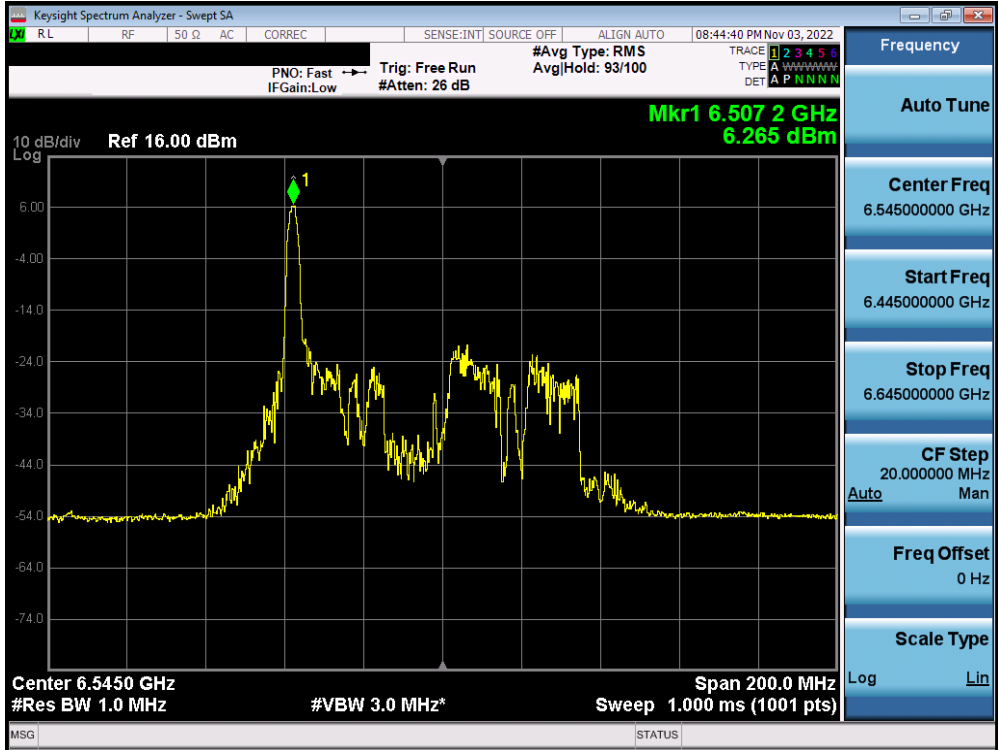 Keysight Spectrum Analyzer - Swept SA
LXI RL RF 50 Ω AC CORREC SENSE:INT SOURCE OFF ALIGN AUTO 08:44:40 PM Nov 03, 2022
PNO: Fast
IFGain:Low
Trig: Free Run
#Atten: 26 dB
#Avg Type: RMS
Avg|Hold: 93/100
TRACE 1 2 3 4 5 6
TYPE A WWWWW
DET A P N N N N
Mkr1 6.507 2 GHz
6.265 dBm
10 dB/div Ref 16.00 dBm
Log
1
6.00
-4.00
-14.0
-24.0
-34.0
-44.0
-54.0
-64.0
-74.0
Center 6.5450 GHz Span 200.0 MHz
#Res BW 1.0 MHz #VBW 3.0 MHz* Sweep 1.000 ms (1001 pts)
MSG STATUS
Frequency
Auto Tune
Center Freq
6.545000000 GHz
Start Freq
6.445000000 GHz
Stop Freq
6.645000000 GHz
CF Step
20.000000 MHz
Auto Man
Freq Offset
0 Hz
Scale Type
Log Lin